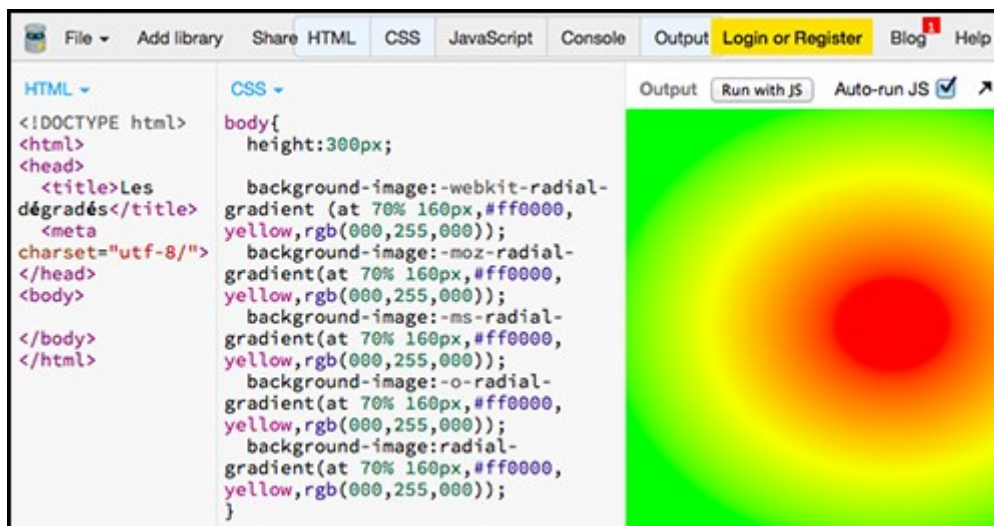 File Add library Share HTML CSS JavaScript Console Output Login or Register Blog 1 Help
HTML
<!DOCTYPE html>
<html>
<head>
<title>Les
dégradés</title>
<meta
charset="utf-8/">
</head>
<body>
</body>
</html>
CSS
body{
height:300px;
background-image:-webkit-radial-
gradient (at 70% 160px,#ff0000,
yellow,rgb(000,255,000));
background-image:-moz-radial-
gradient(at 70% 160px,#ff0000,
yellow,rgb(000,255,000));
background-image:-ms-radial-
gradient(at 70% 160px,#ff0000,
yellow,rgb(000,255,000));
background-image:-o-radial-
gradient(at 70% 160px,#ff0000,
yellow,rgb(000,255,000));
background-image:radial-
gradient(at 70% 160px,#ff0000,
yellow,rgb(000,255,000));
}
Output Run with JS Auto-run JS